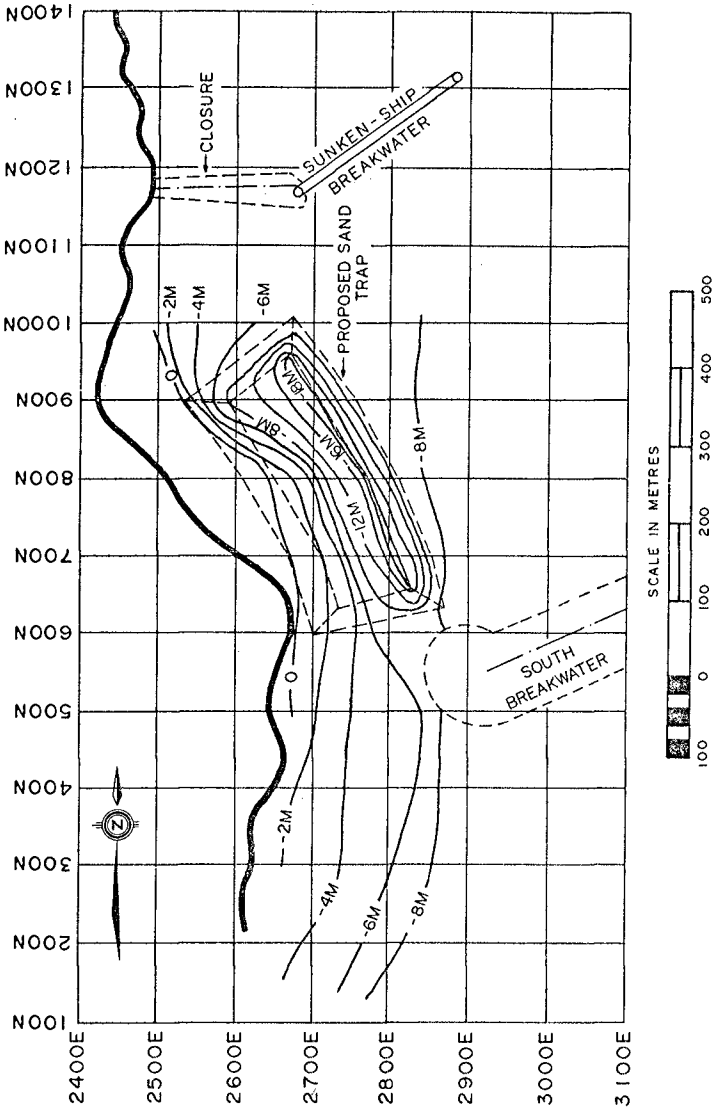 1400N
1300N
1200N
1100N
1000N
900N
800N
700N
600N
500N
400N
300N
200N
100N
CLOSURE
SUNKEN-SHIP
BREAKWATER
PROPOSED SAND
TRAP
-2M
-4M
-6M
0
-8M
-8M
-16M
-12M
-8M
0
-2M
-4M
-6M
-8M
SOUTH
BREAKWATER
N
2400E
2500E
2600E
2700E
2800E
2900E
3000E
3100E
SCALE IN METRES
100
0
100
200
300
400
500